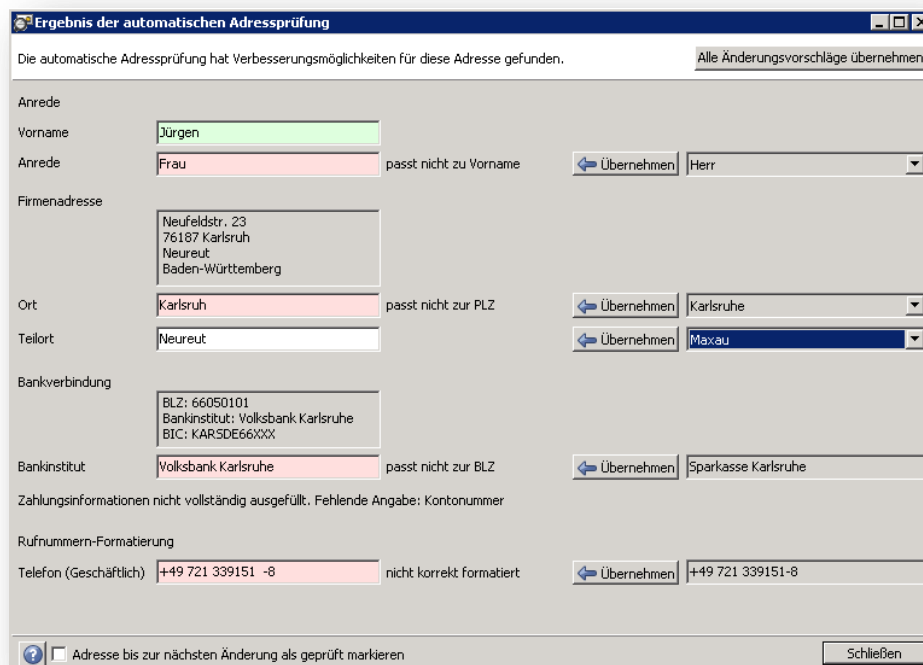 Ergebnis der automatischen Adressprüfung
Die automatische Adressprüfung hat Verbesserungsmöglichkeiten für diese Adresse gefunden. Alle Änderungsvorschläge übernehmen
Anrede
Vorname Jürgen
Anrede Frau passt nicht zu Vorname Übernehmen Herr
Firmenadresse
Neufeldstr. 23
76187 Karlsruh
Neureut
Baden-Württemberg
Ort Karlsruh passt nicht zur PLZ Übernehmen Karlsruhe
Teilort Neureut Übernehmen Maxau
Bankverbindung
BLZ: 66050101
Bankinstitut: Volksbank Karlsruhe
BIC: KARSDE66XXX
Bankinstitut Volksbank Karlsruhe passt nicht zur BLZ Übernehmen Sparkasse Karlsruhe
Zahlungsinformationen nicht vollständig ausgefüllt. Fehlende Angabe: Kontonummer
Rufnummern-Formatierung
Telefon (Geschäftlich) +49 721 339151  -8 nicht korrekt formatiert Übernehmen +49 721 339151-8
? Adresse bis zur nächsten Änderung als geprüft markieren Schließen